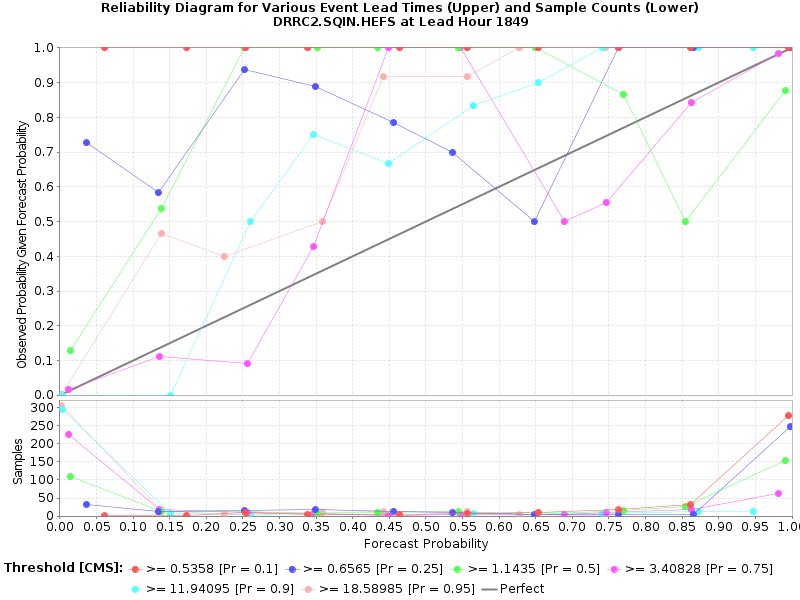 Reliability Diagram for Various Event Lead Times (Upper) and Sample Counts (Lower)
DRRC2.SQIN.HEFS at Lead Hour 1849
Observed Probability Given Forecast Probability
1.0
0.9
0.8
0.7
0.6
0.5
0.4
0.3
0.2
0.1
0.0
Samples
300
250
200
150
100
50
0
0.00 0.05 0.10 0.15 0.20 0.25 0.30 0.35 0.40 0.45 0.50 0.55 0.60 0.65 0.70 0.75 0.80 0.85 0.90 0.95 1.0
Forecast Probability
Threshold [CMS]: >= 0.5358 [Pr = 0.1] >= 0.6565 [Pr = 0.25] >= 1.1435 [Pr = 0.5] >= 3.40828 [Pr = 0.75]
>= 11.94095 [Pr = 0.9] >= 18.58985 [Pr = 0.95] Perfect